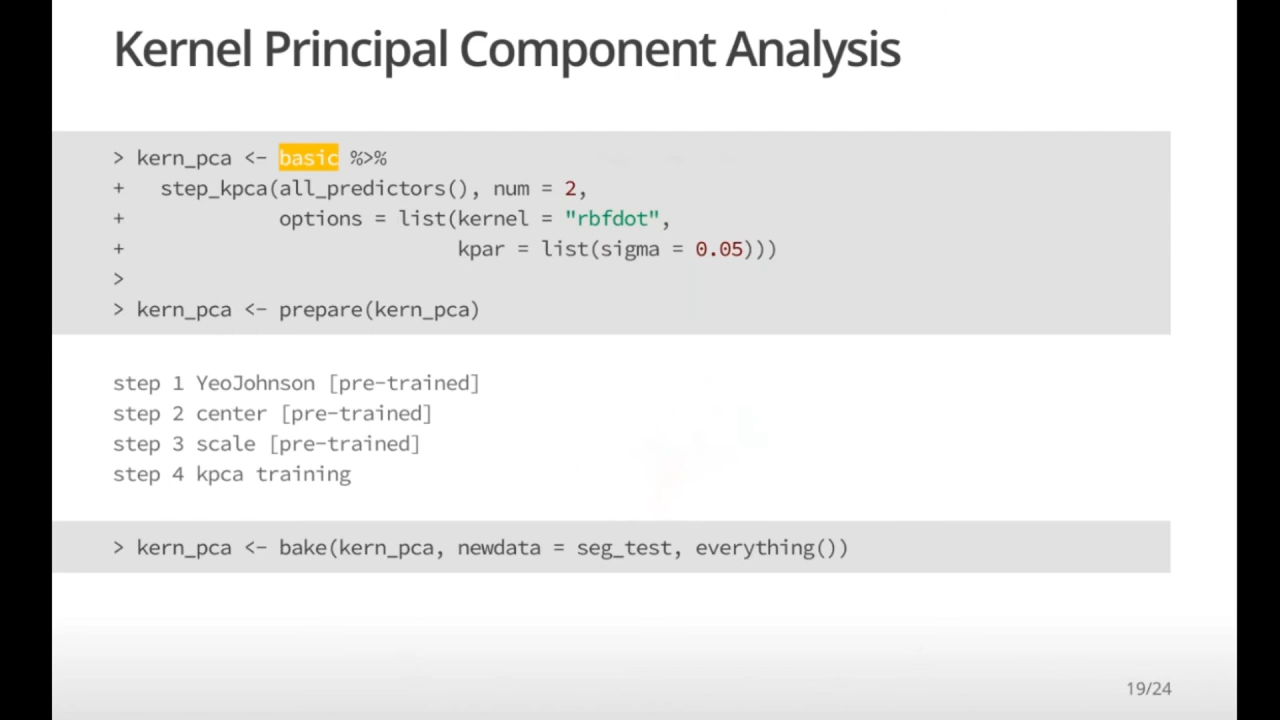 Kernel Principal Component Analysis
> kern_pca <- basic %>%
+   step_kpca(all_predictors(), num = 2,
+             options = list(kernel = "rbfdot",
+                            kpar = list(sigma = 0.05)))
>
> kern_pca <- prepare(kern_pca)
step 1 YeoJohnson [pre-trained]
step 2 center [pre-trained]
step 3 scale [pre-trained]
step 4 kpca training
> kern_pca <- bake(kern_pca, newdata = seg_test, everything())
19/24